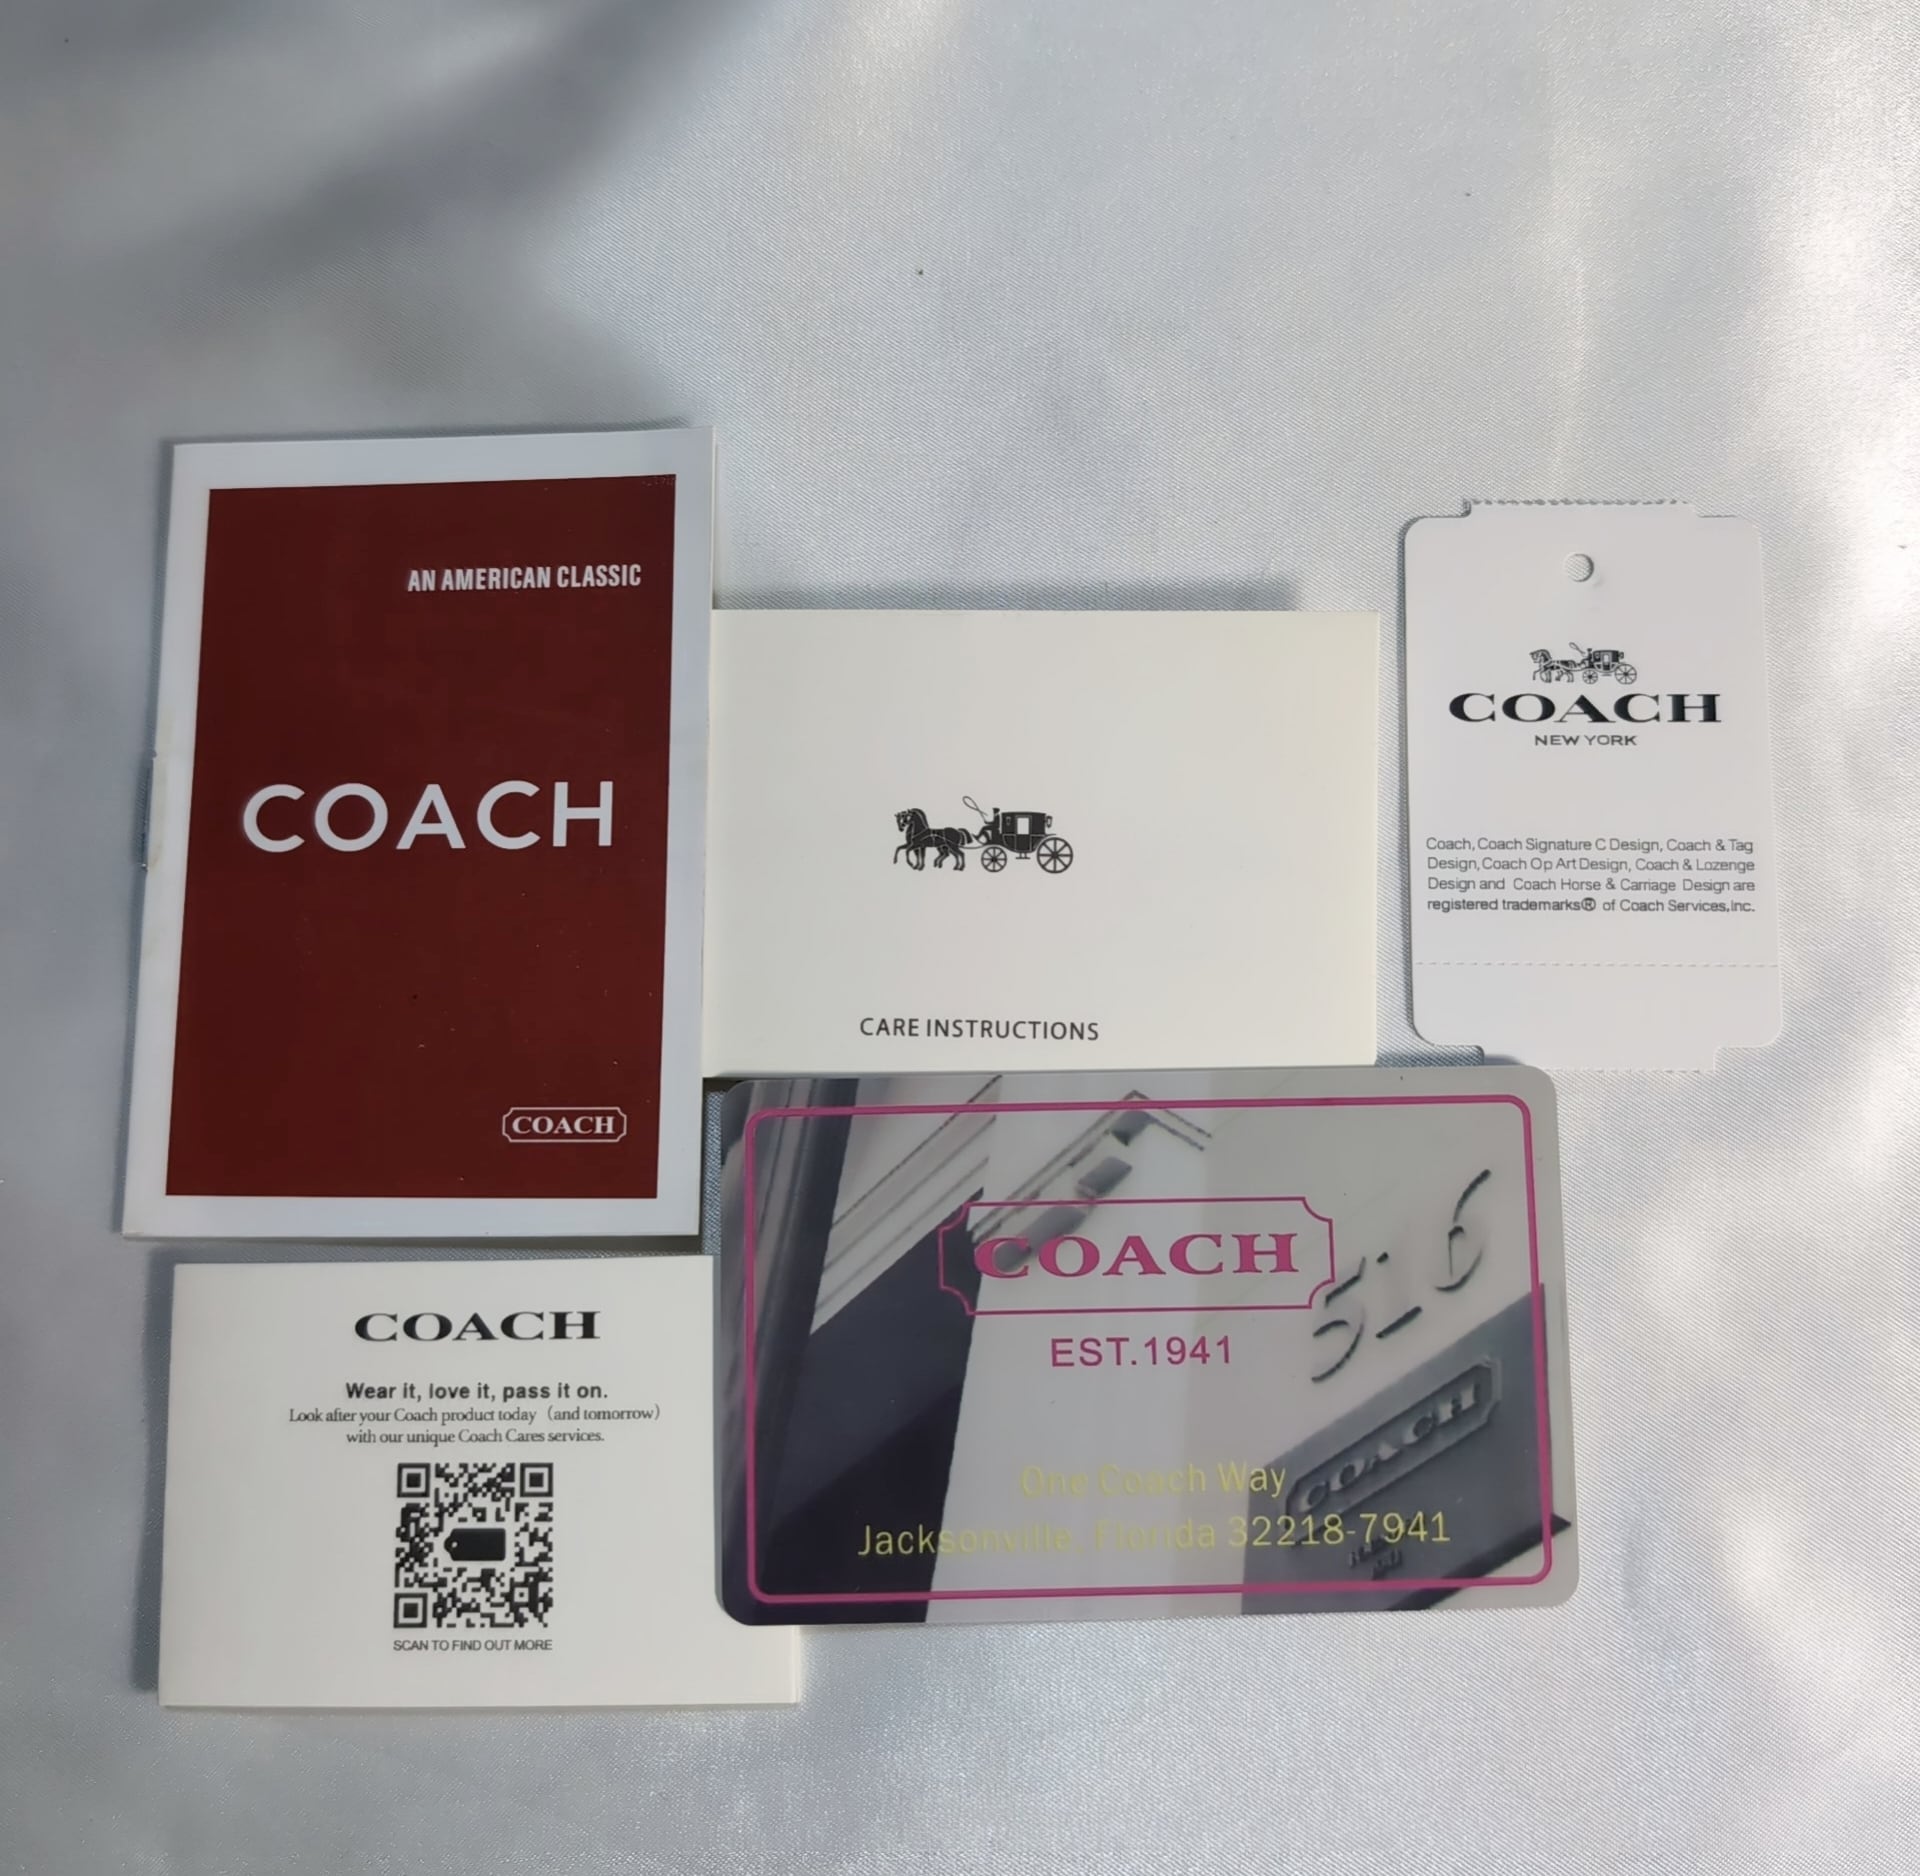 AN AMERICAN CLASSIC
COACH
COACH
CARE INSTRUCTIONS
COACH
NEW YORK
Coach, Coach Signature C Design, Coach & Tag
Design, Coach Op Art Design, Coach & Lozenge
Design and Coach Horse & Carriage Design are
registered trademarks® of Coach Services, Inc.
COACH
Wear it, love it, pass it on.
Look after your Coach product today (and tomorrow)
with our unique Coach Cares services.
SCAN TO FIND OUT MORE
COACH
EST.1941
516
COACH
One Coach Way
Jacksonville, Florida 32218-7941